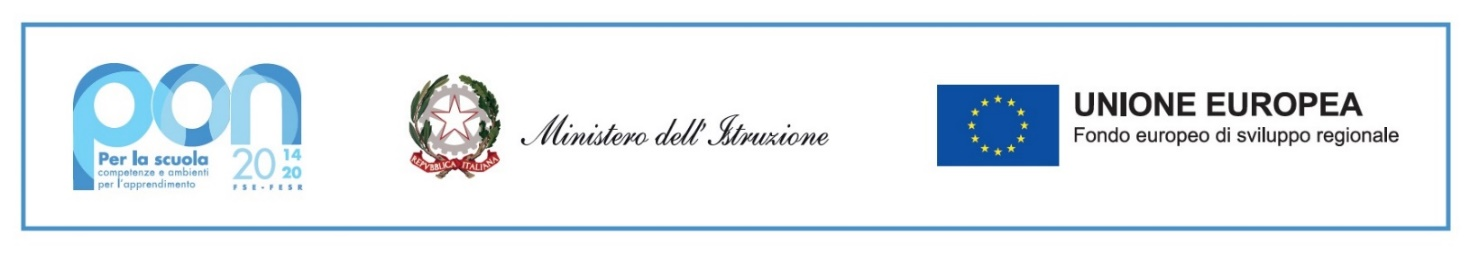 pon
Per la scuola
competenze e ambienti
per l'apprendimento
20 14
20
FSE-FESR
REPVBBLICA ITALIANA
Ministero dell'Istruzione
UNIONE EUROPEA
Fondo europeo di sviluppo regionale